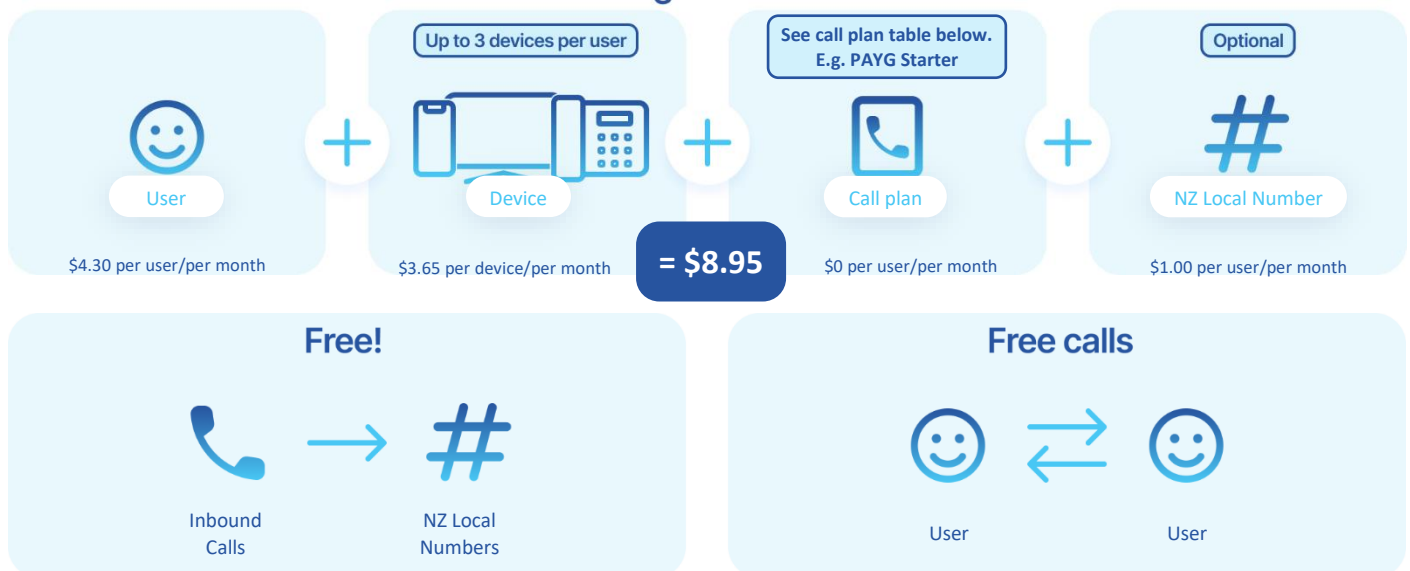 Up to 3 devices per user
See call plan table below.
E.g. PAYG Starter
Optional
User
Device
Call plan
NZ Local Number
$4.30 per user/per month
$3.65 per device/per month
= $8.95
$0 per user/per month
$1.00 per user/per month
Free!
Inbound
Calls
NZ Local
Numbers
Free calls
User
User